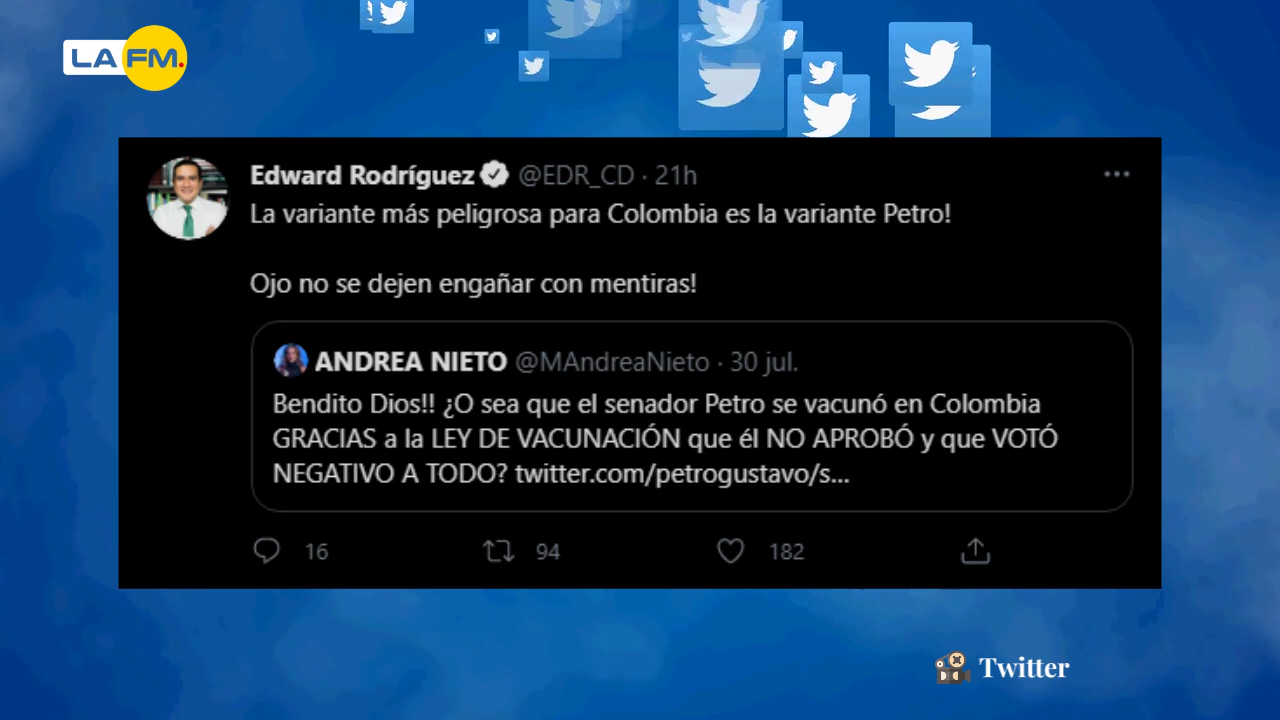 LA FM.
Edward Rodríguez @EDR_CD · 21h
La variante más peligrosa para Colombia es la variante Petro!
Ojo no se dejen engañar con mentiras!
ANDREA NIETO @MAndreaNieto · 30 jul.
Bendito Dios!! ¿O sea que el senador Petro se vacunó en Colombia
GRACIAS a la LEY DE VACUNACIÓN que él NO APROBÓ y que VOTÓ
NEGATIVO A TODO? twitter.com/petrogustavo/s...
16 94 182
Twitter